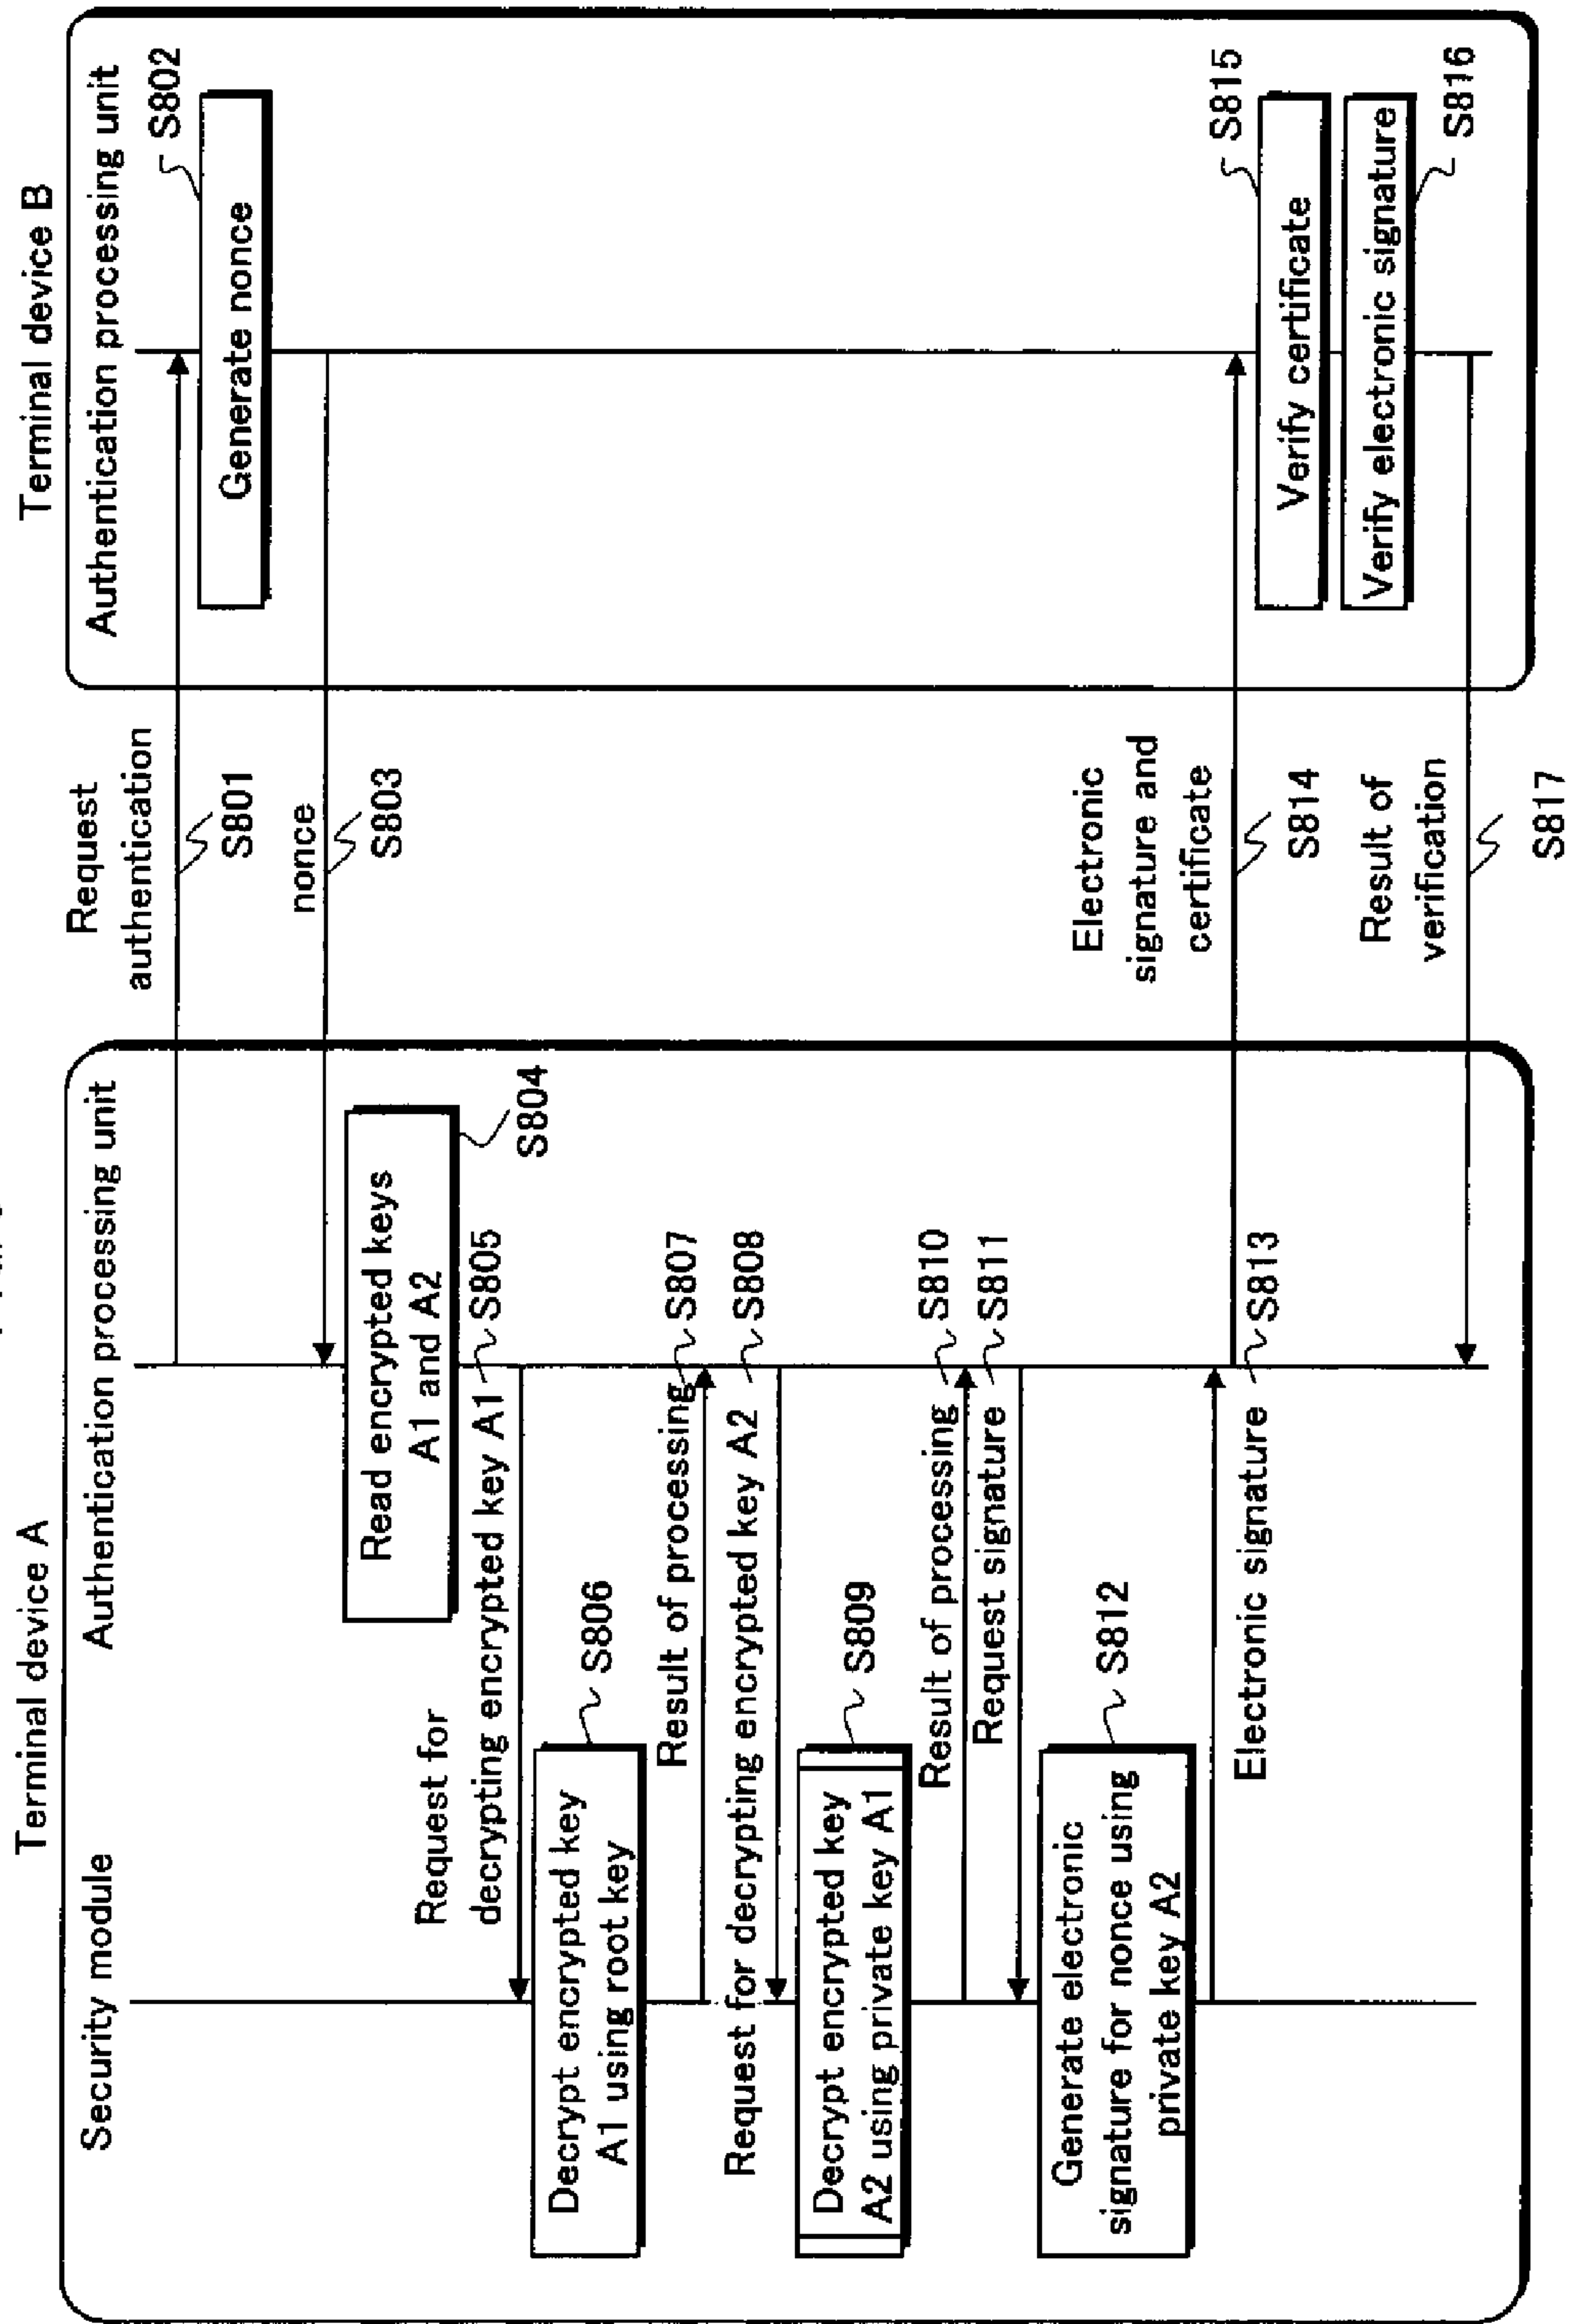 Terminal device A
Terminal device B
Security module
Authentication processing unit
Authentication processing unit
Request
authentication
S801
Generate nonce
S802
nonce
S803
Read encrypted keys
A1 and A2
S804
Request for
decrypting encrypted key A1
S805
Decrypt encrypted key
A1 using root key
S806
Result of processing
S807
Request for decrypting encrypted key A2
S808
Decrypt encrypted key
A2 using private key A1
S809
Result of processing
S810
Request signature
S811
Generate electronic
signature for nonce using
private key A2
S812
Electronic signature
S813
Electronic
signature and
certificate
S814
Verify certificate
S815
Verify electronic signature
S816
Result of
verification
S817